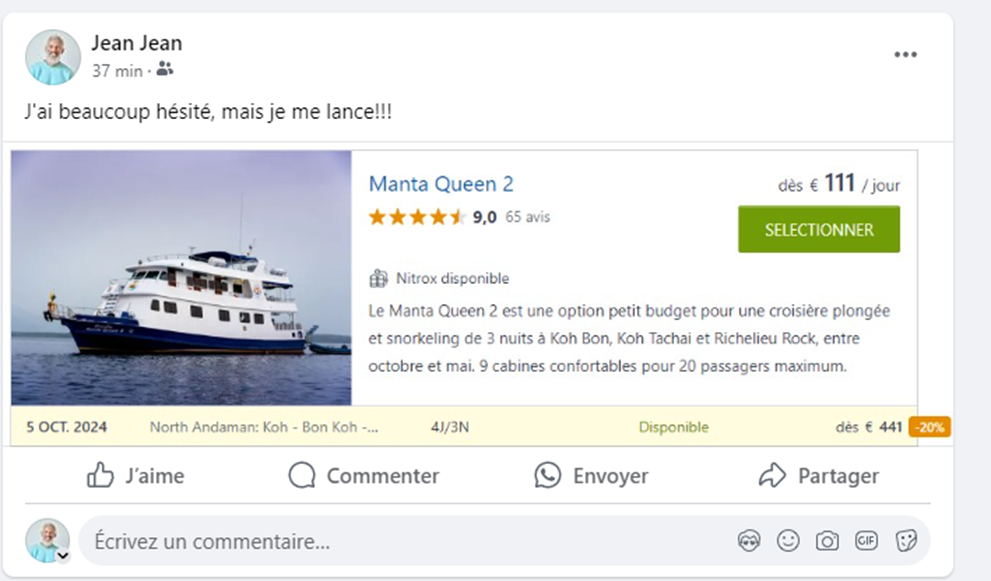 Jean Jean
37 min ·
J'ai beaucoup hésité, mais je me lance!!!
Manta Queen 2
dès € 111 / jour
9,0 65 avis
SELECTIONNER
Nitrox disponible
Le Manta Queen 2 est une option petit budget pour une croisière plongée
et snorkeling de 3 nuits à Koh Bon, Koh Tachai et Richelieu Rock, entre
octobre et mai. 9 cabines confortables pour 20 passagers maximum.
5 OCT. 2024 North Andaman: Koh - Bon Koh -... 4J/3N Disponible dès € 441 -20%
J'aime Commenter Envoyer Partager
Écrivez un commentaire...
GIF